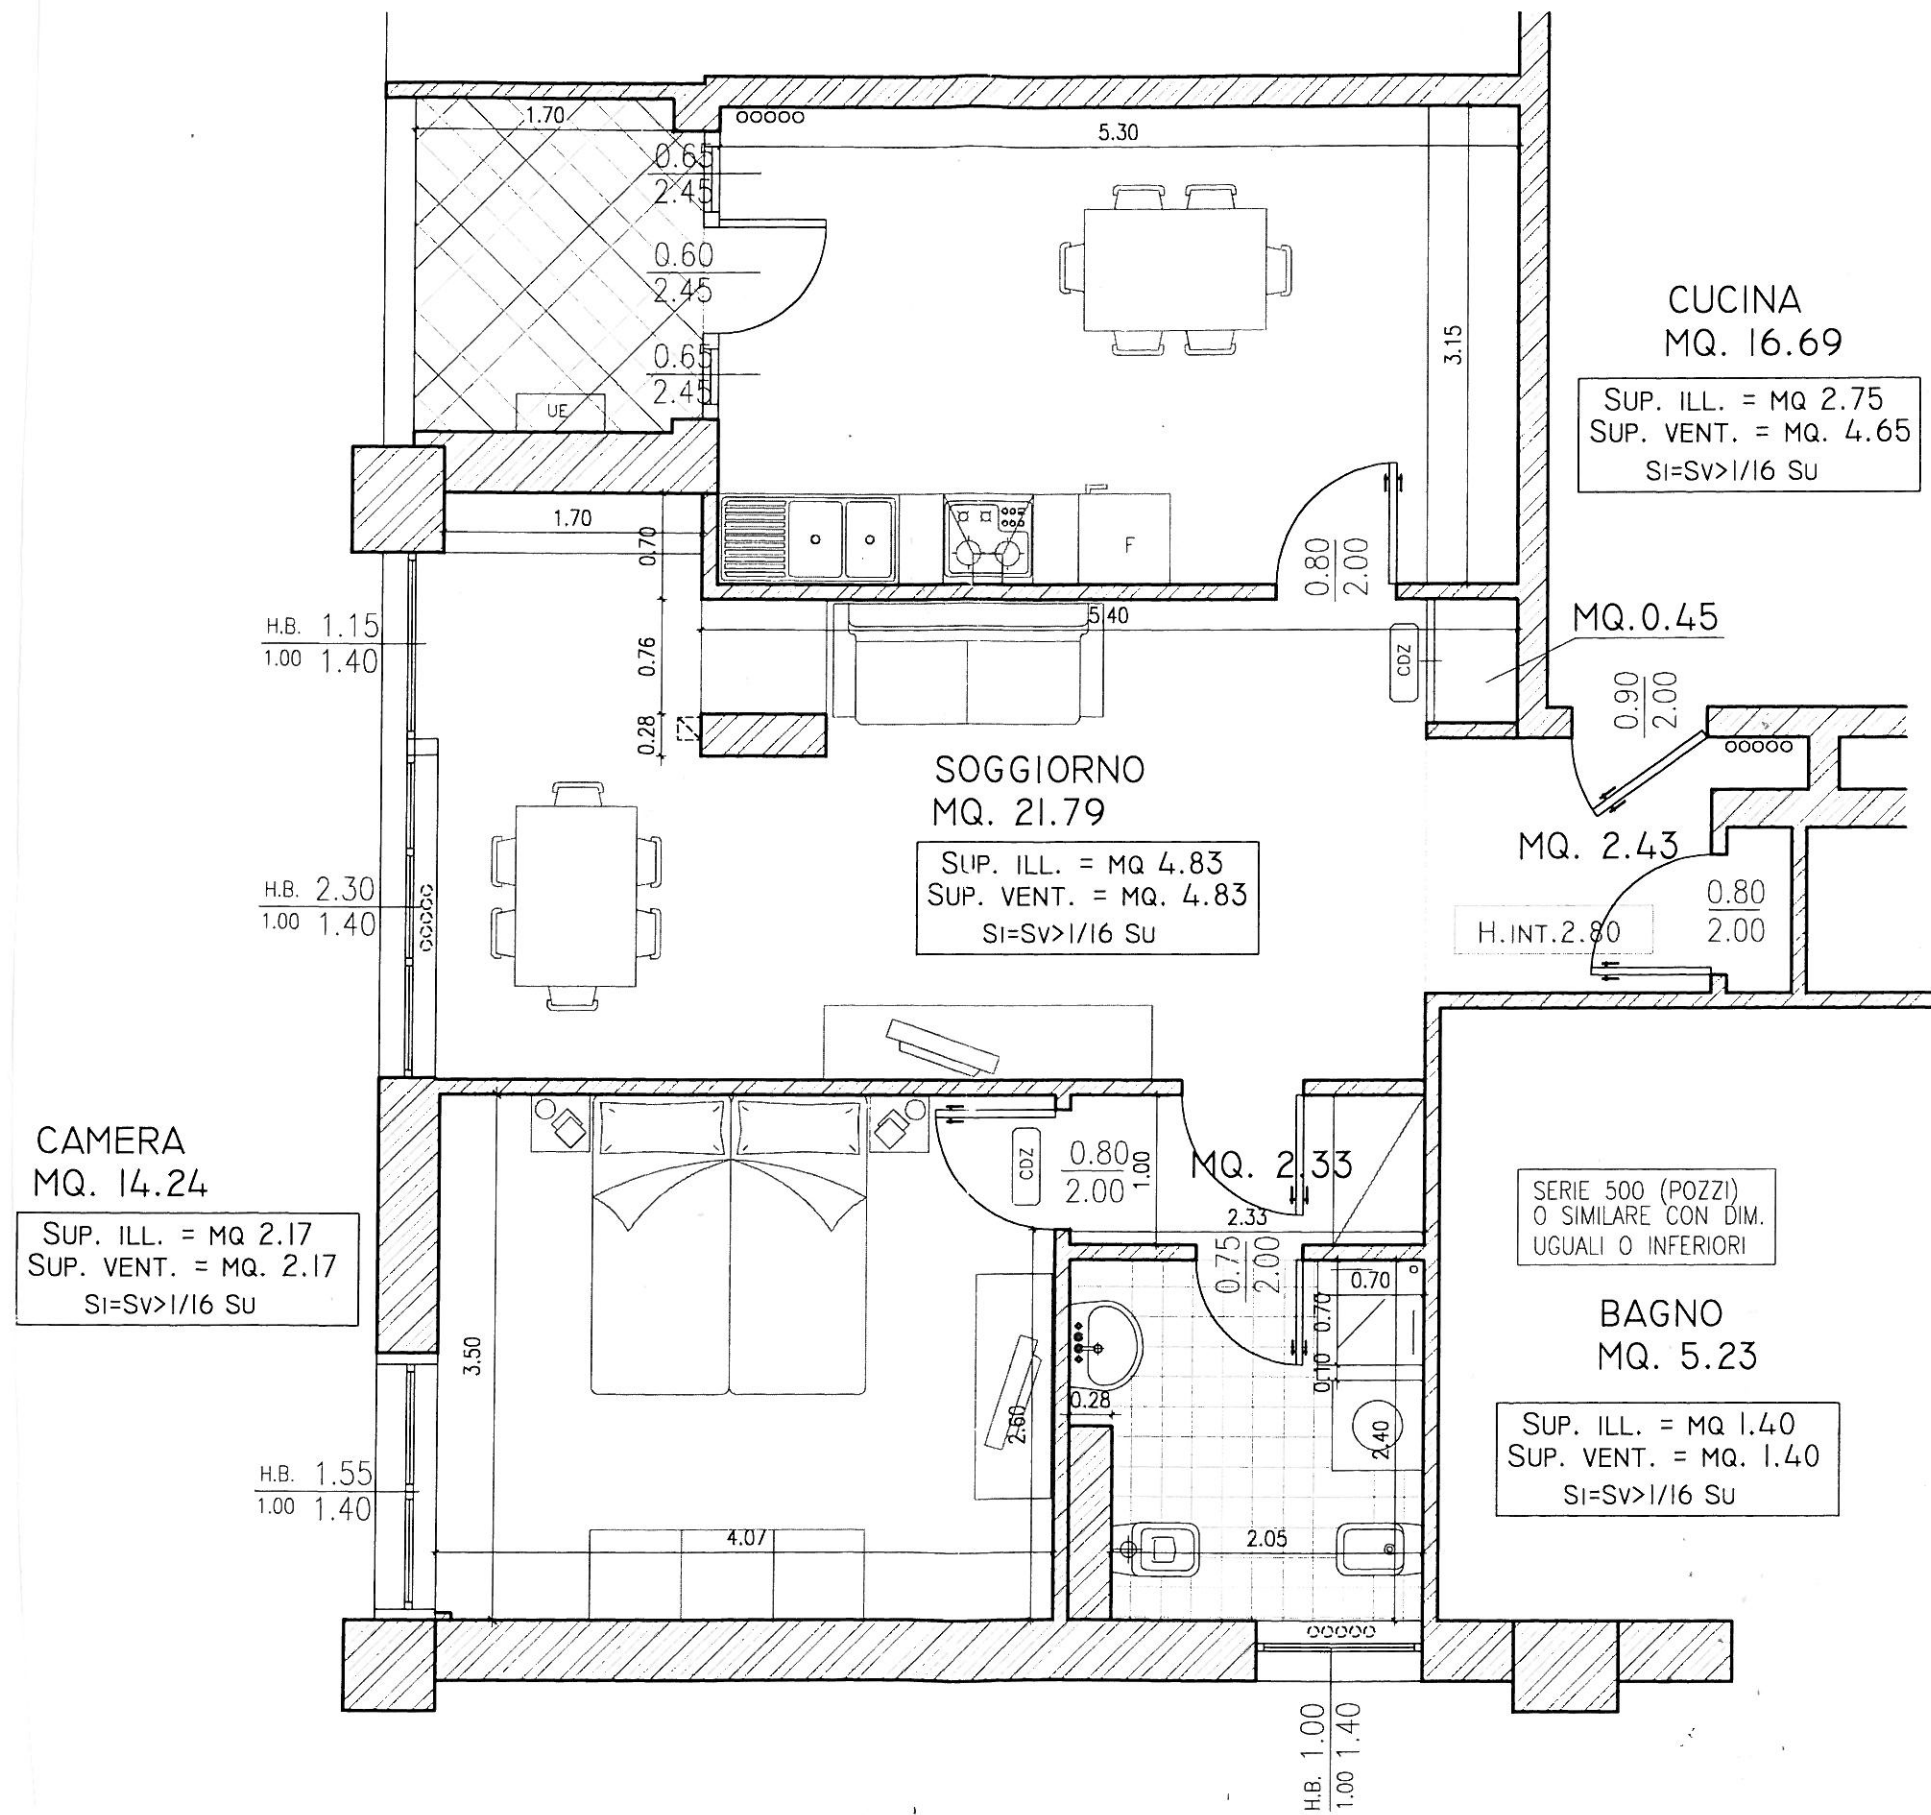 1.70
5.30
0.65
2.45
0.60
2.45
0.65
2.45
UE
3.15
CUCINA
MQ. 16.69
SUP. ILL. = MQ 2.75
SUP. VENT. = MQ. 4.65
SI=SV>1/16 SU
1.70
0.70
F
0.80
2.00
H.B. 1.15
1.00 1.40
0.76
5.40
CDZ
MQ.0.45
0.90
2.00
0.28
SOGGIORNO
MQ. 21.79
SUP. ILL. = MQ 4.83
SUP. VENT. = MQ. 4.83
SI=SV>1/16 SU
MQ. 2.43
H.B. 2.30
1.00 1.40
0.80
2.00
H.INT.2.80
CAMERA
MQ. 14.24
SUP. ILL. = MQ 2.17
SUP. VENT. = MQ. 2.17
SI=SV>1/16 SU
CDZ
0.80
2.00
1.00
MQ. 2.33
2.33
0.75
2.00
SERIE 500 (POZZI)
O SIMILARE CON DIM.
UGUALI O INFERIORI
0.70
0.70
0.10
3.50
0.28
2.60
2.40
BAGNO
MQ. 5.23
SUP. ILL. = MQ 1.40
SUP. VENT. = MQ. 1.40
SI=SV>1/16 SU
H.B. 1.55
1.00 1.40
4.07
2.05
H.B. 1.00
1.00 1.40